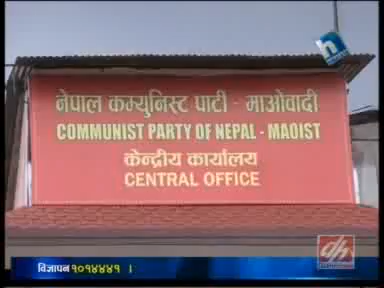 नेपाल कम्युनिस्ट पार्टी - माओवादी
COMMUNIST PARTY OF NEPAL - MAOIST
केन्द्रीय कार्यालय
CENTRAL OFFICE
विज्ञापन १०१४४४१ ।